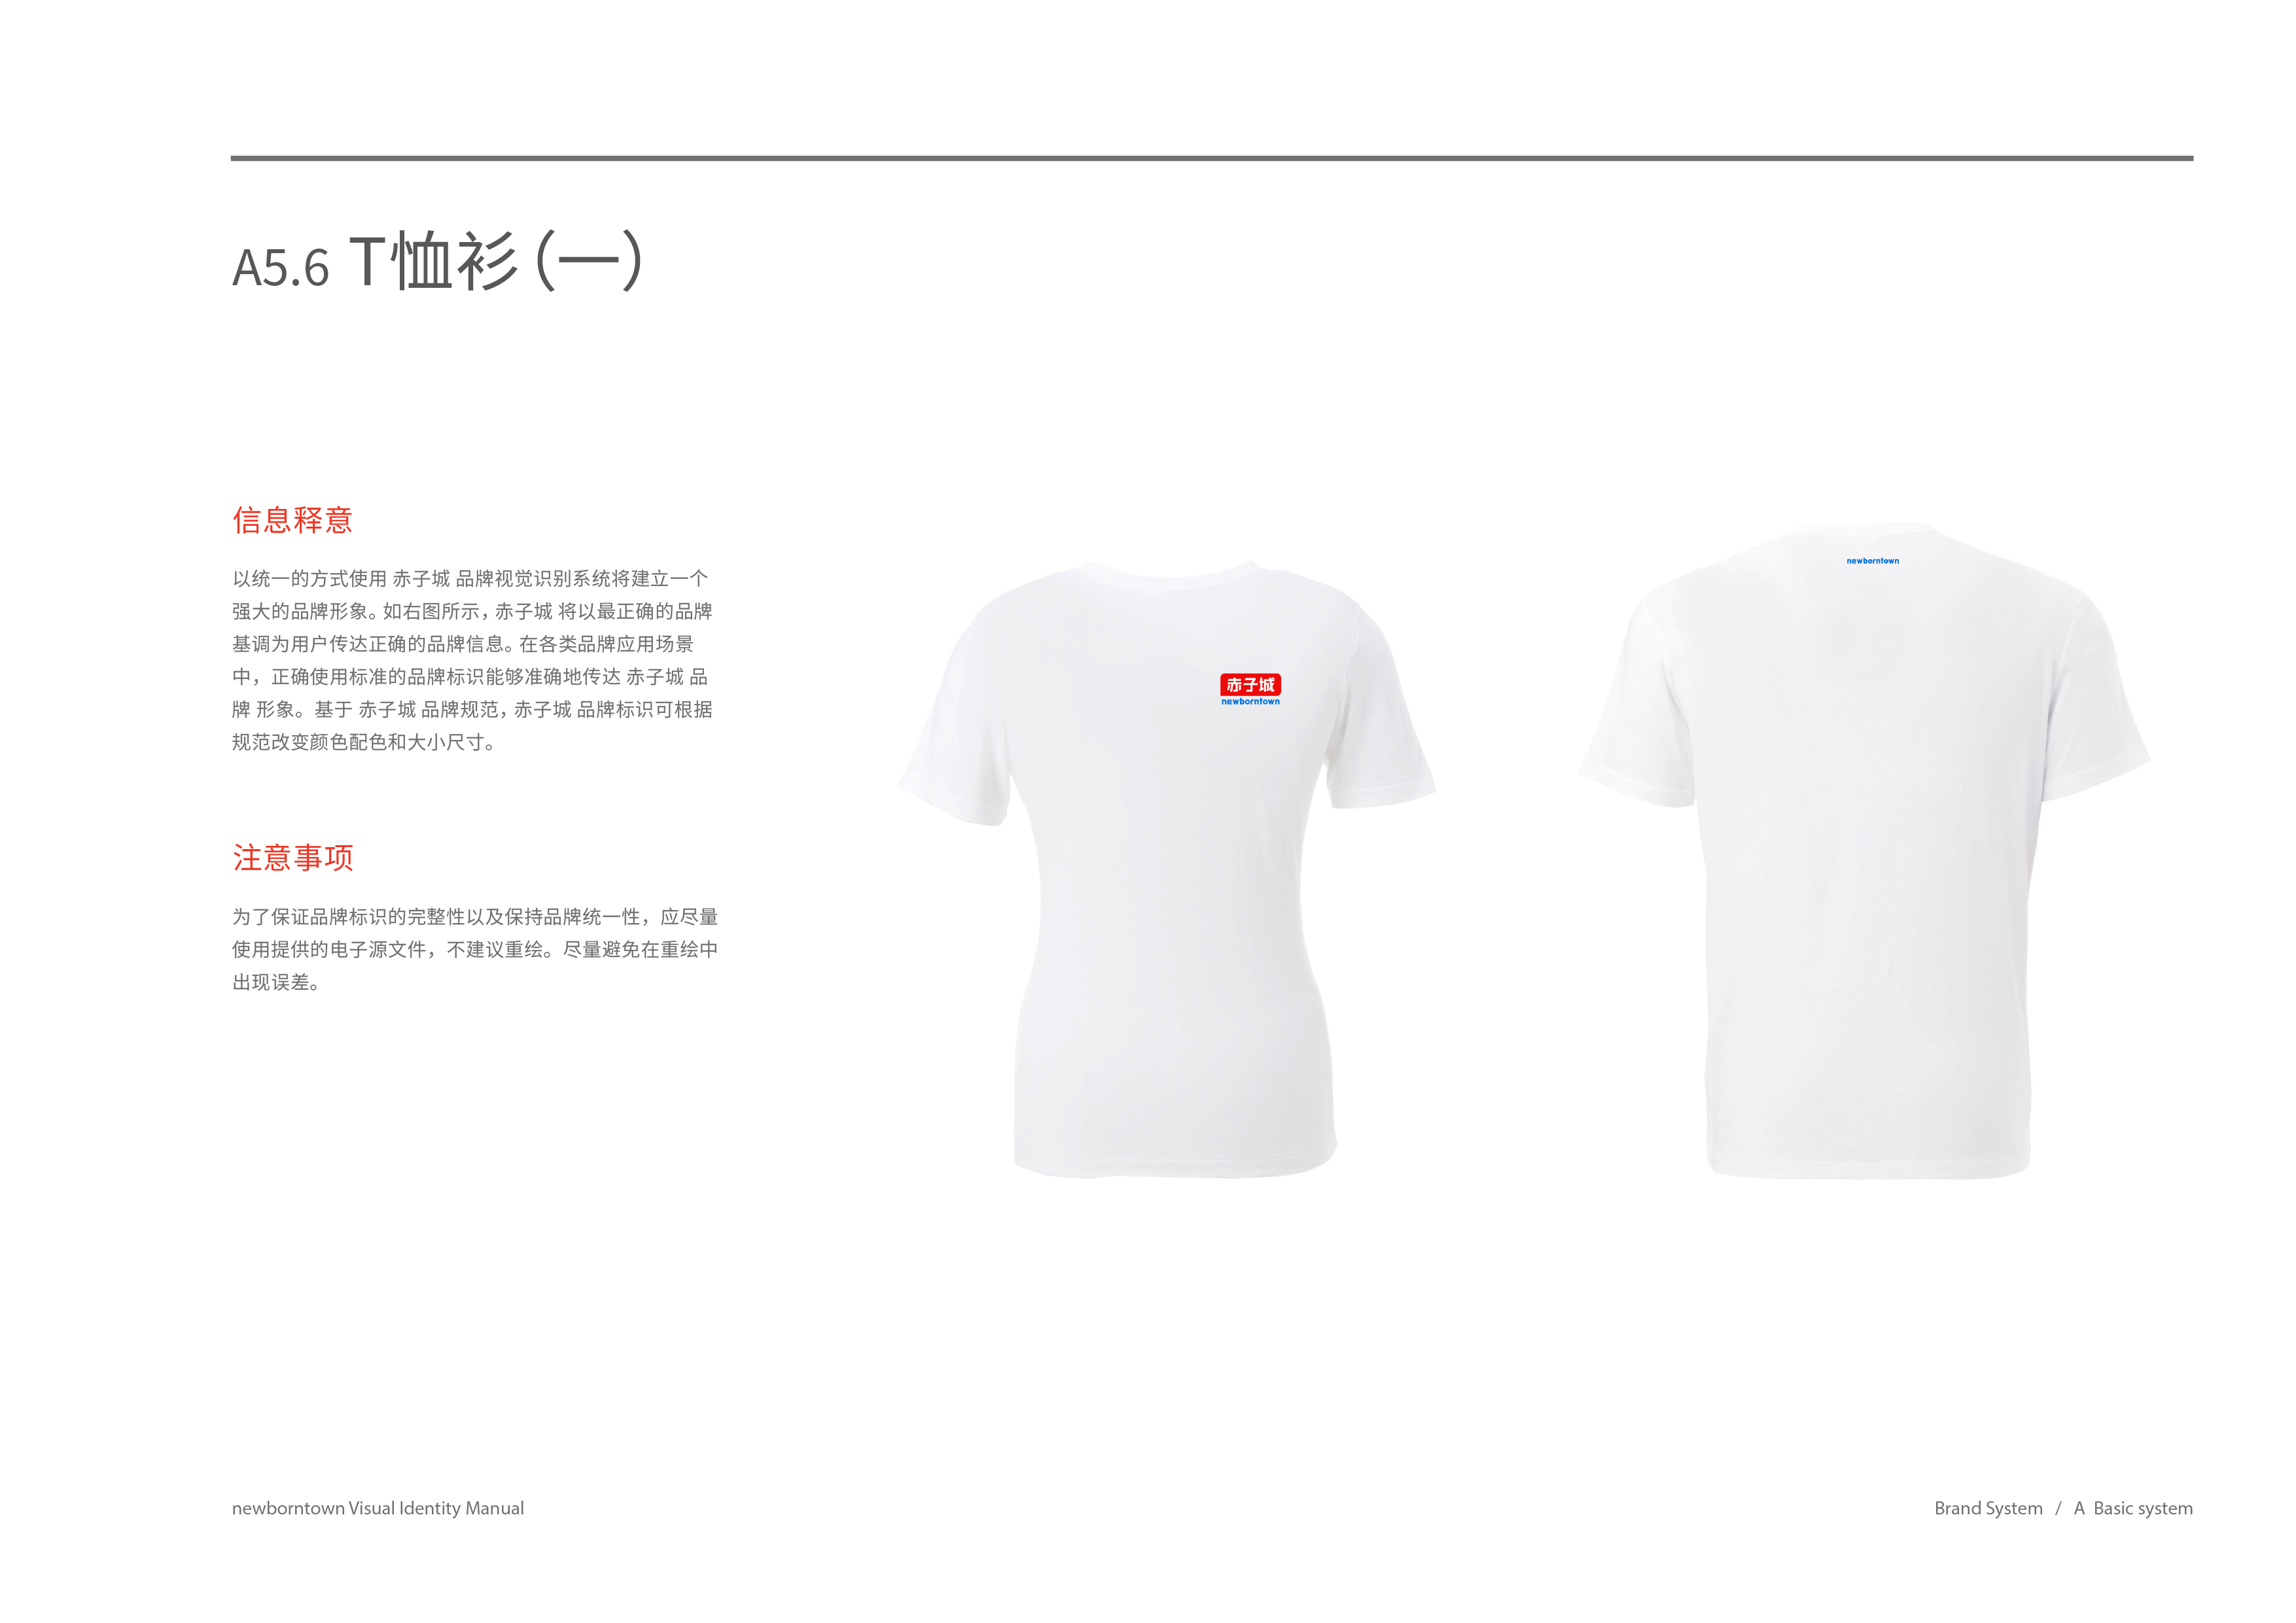 A5.6 T恤衫（一）
信息释意
以统一的方式使用 赤子城 品牌视觉识别系统将建立一个
强大的品牌形象。如右图所示，赤子城 将以最正确的品牌
基调为用户传达正确的品牌信息。在各类品牌应用场景
中，正确使用标准的品牌标识能够准确地传达 赤子城 品
牌 形象。基于 赤子城 品牌规范，赤子城 品牌标识可根据
规范改变颜色配色和大小尺寸。
注意事项
为了保证品牌标识的完整性以及保持品牌统一性，应尽量
使用提供的电子源文件，不建议重绘。尽量避免在重绘中
出现误差。
赤子城
newborntown
newborntown
newborntown Visual Identity Manual
Brand System / A Basic system